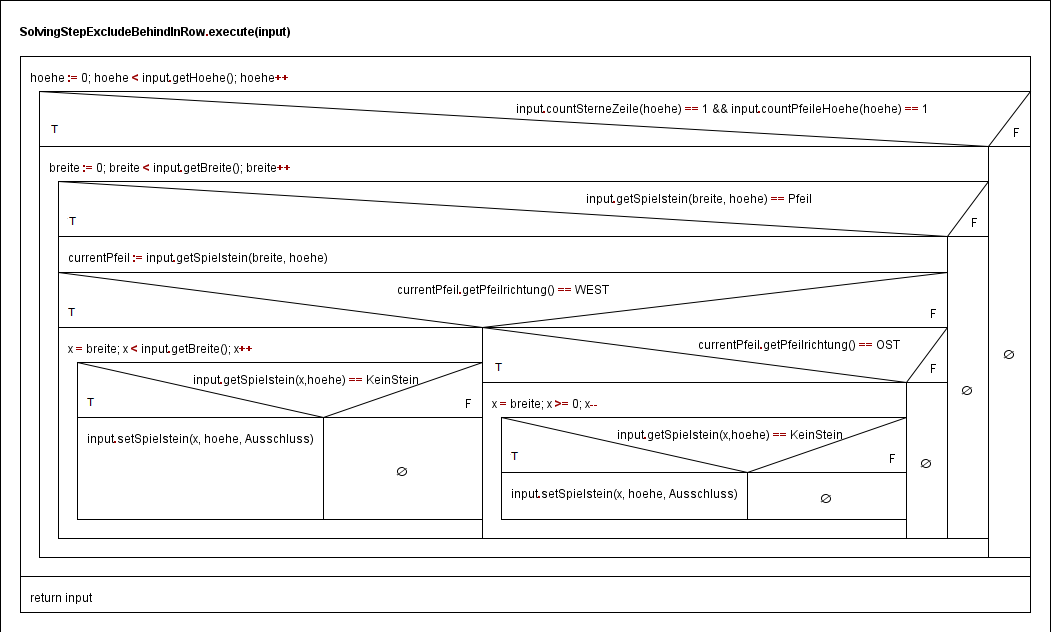 SolvingStepExcludeBehindInRow.execute(input)
hoehe := 0; hoehe < input.getHoehe(); hoehe++
input.countSterneZeile(hoehe) == 1 && input.countPfeileHoehe(hoehe) == 1
T
F
breite := 0; breite < input.getBreite(); breite++
input.getSpielstein(breite, hoehe) == Pfeil
T
F
currentPfeil := input.getSpielstein(breite, hoehe)
currentPfeil.getPfeilrichtung() == WEST
T
F
x = breite; x < input.getBreite(); x++
input.getSpielstein(x,hoehe) == KeinStein
T
F
input.setSpielstein(x, hoehe, Ausschluss)
∅
currentPfeil.getPfeilrichtung() == OST
T
F
x = breite; x >= 0; x--
input.getSpielstein(x,hoehe) == KeinStein
T
F
input.setSpielstein(x, hoehe, Ausschluss)
∅
∅
∅
∅
return input